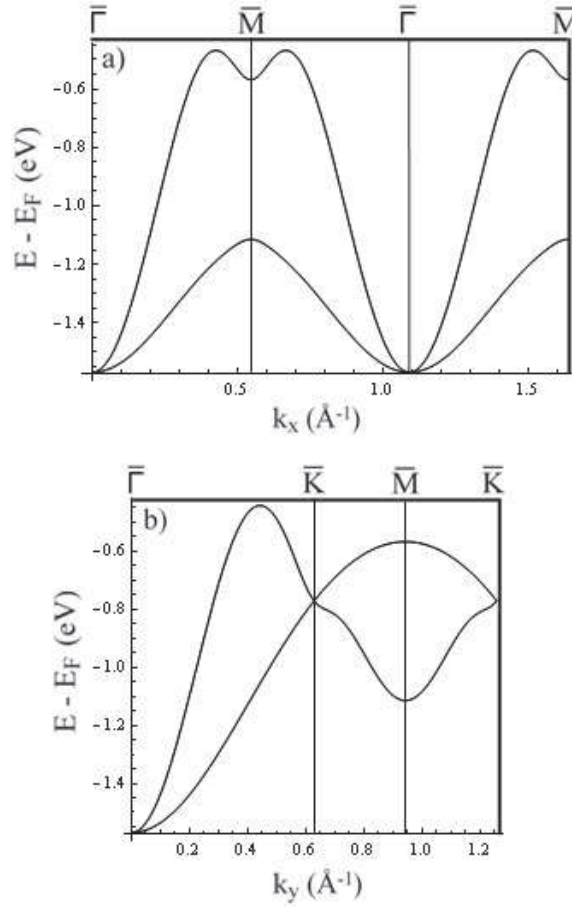 Γ̅ M̅ Γ̅ M̅
a)
−0.6
−0.8
−1.0
−1.2
−1.4
E - E_F (eV)
0.5 1.0 1.5
k_x (Å⁻¹)
Γ̅ K̅ M̅ K̅
b)
−0.6
−0.8
−1.0
−1.2
−1.4
E - E_F (eV)
0.2 0.4 0.6 0.8 1.0 1.2
k_y (Å⁻¹)